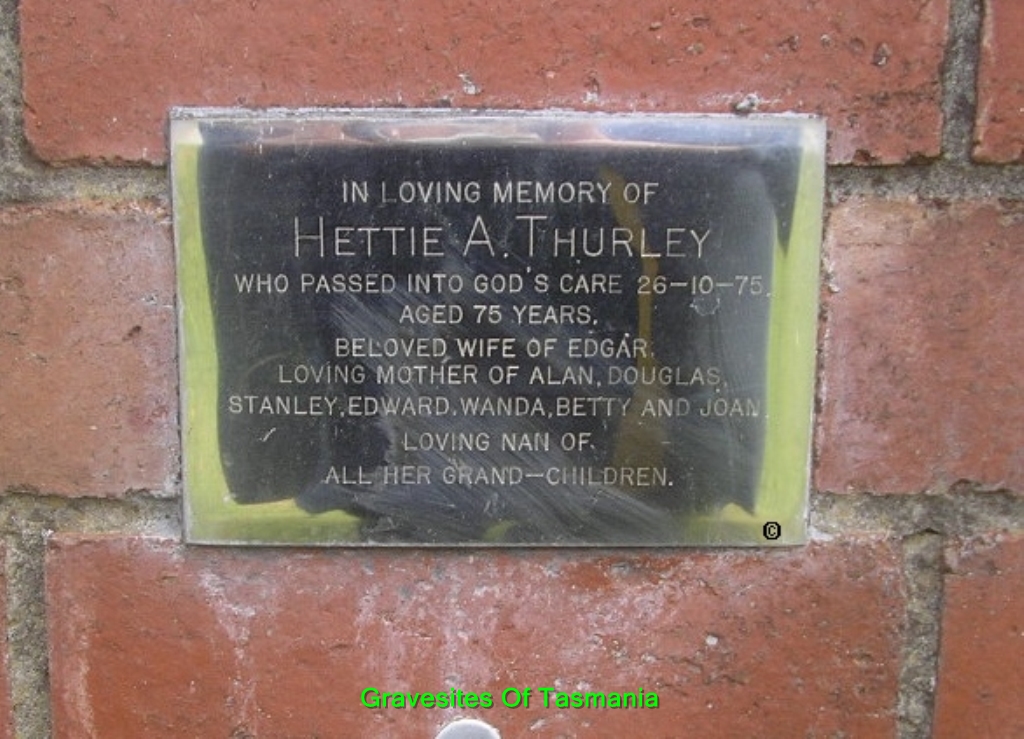 IN LOVING MEMORY OF
HETTIE A. THURLEY
WHO PASSED INTO GOD'S CARE 26-10-75.
AGED 75 YEARS.
BELOVED WIFE OF EDGAR.
LOVING MOTHER OF ALAN, DOUGLAS,
STANLEY, EDWARD. WANDA, BETTY AND JOAN.
LOVING NAN OF.
ALL HER GRAND-CHILDREN.
©
Gravesites Of Tasmania